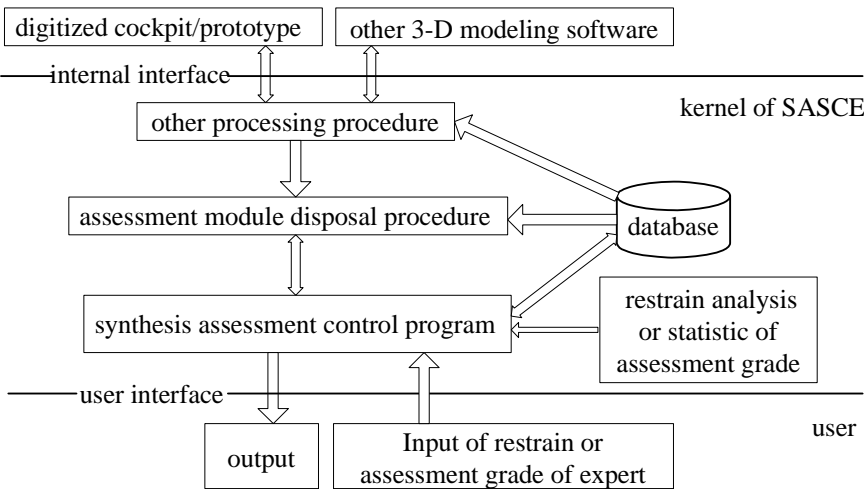 digitized cockpit/prototype
other 3-D modeling software
internal interface
kernel of SASCE
other processing procedure
assessment module disposal procedure
database
synthesis assessment control program
restrain analysis
or statistic of
assessment grade
user interface
user
output
Input of restrain or
assessment grade of expert